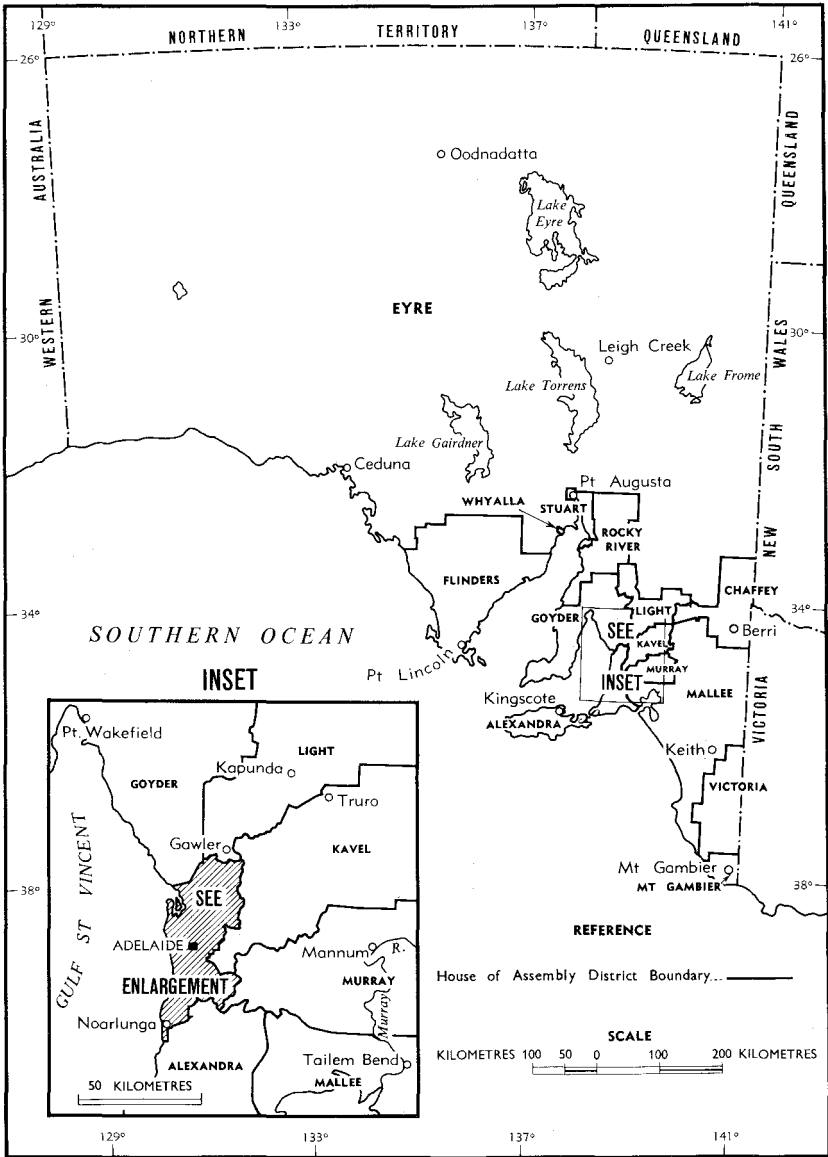 129°
133°
137°
141°
NORTHERN TERRITORY QUEENSLAND
26°
26°
AUSTRALIA
QUEENSLAND
Oodnadatta
Lake
Eyre
EYRE
WESTERN
30°
30°
WALES
Leigh Creek
Lake Torrens
Lake Frome
Lake Gairdner
SOUTH
Ceduna
Pt Augusta
WHYALLA
STUART
ROCKY
RIVER
NEW
FLINDERS
CHAFFEY
34°
34°
GOYDER
LIGHT
SEE
KAVEL
Berri
SOUTHERN OCEAN
Pt Lincoln
MURRAY
INSET
INSET
MALLEE
Kingscote
ALEXANDRA
VICTORIA
Keith
VICTORIA
Pt. Wakefield
LIGHT
Kapunda
GOYDER
Truro
Gawler
KAVEL
GULF ST VINCENT
SEE
ADELAIDE
Mannum
R.
MURRAY
Murray
ENLARGEMENT
Noarlunga
ALEXANDRA
Tailem Bend
MALLEE
50 KILOMETRES
Mt Gambier
MT GAMBIER
38°
38°
REFERENCE
House of Assembly District Boundary...
SCALE
KILOMETRES 100 50 0 100 200 KILOMETRES
129°
133°
137°
141°